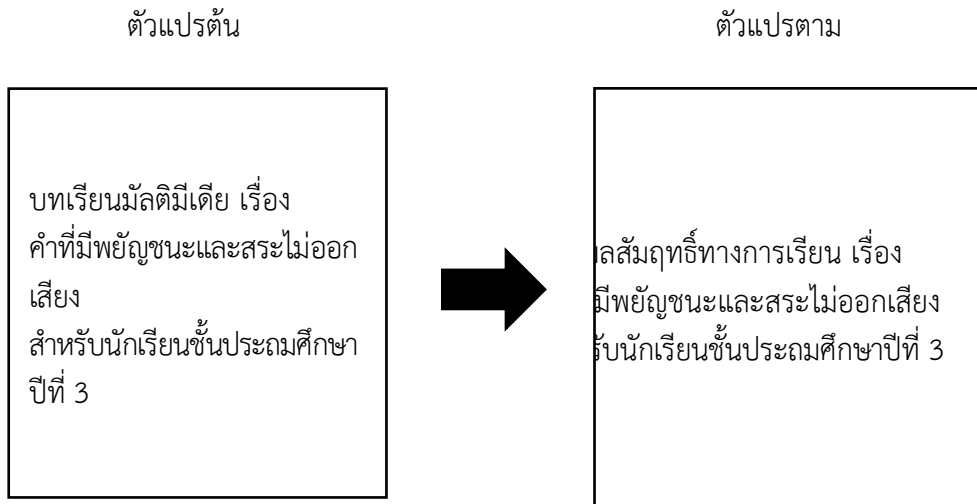 ตัวแปรต้น
ตัวแปรตาม
บทเรียนมัลติมีเดีย เรื่อง
คำที่มีพยัญชนะและสระไม่ออก
เสียง
สำหรับนักเรียนชั้นประถมศึกษา
ปีที่ 3
ลสัมฤทธิ์ทางการเรียน เรื่อง
มีพยัญชนะและสระไม่ออกเสียง
รับนักเรียนชั้นประถมศึกษาปีที่ 3